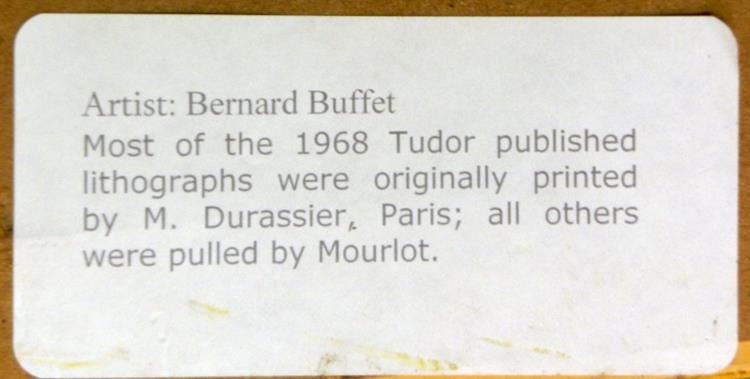 Artist: Bernard Buffet
Most of the 1968 Tudor published
lithographs were originally printed
by M. Durassier, Paris; all others
were pulled by Mourlot.